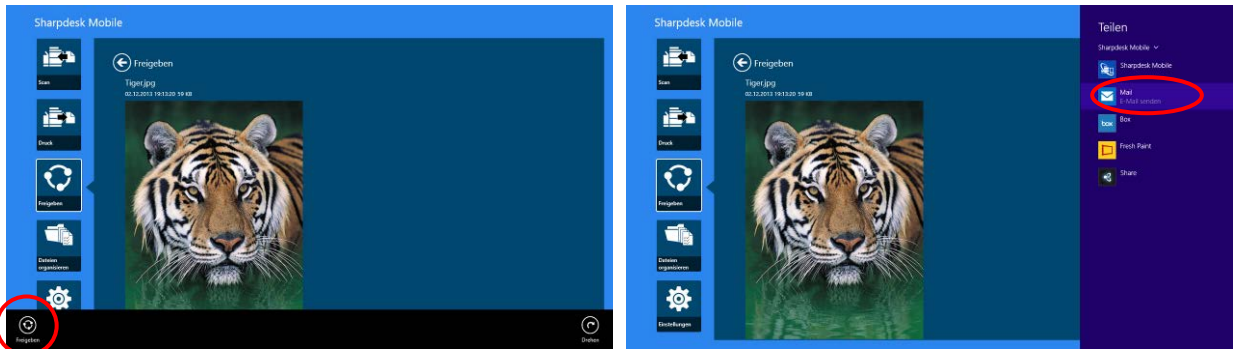 Sharpdesk Mobile
Freigeben
Tiger.jpg
02.12.2013 19:13:20 59 KB
Scan
Druck
Freigeben
Dateien
organisieren
Freigeben
Drehen
Sharpdesk Mobile
Freigeben
Tiger.jpg
02.12.2013 19:13:20 59 KB
Scan
Druck
Freigeben
Dateien
organisieren
Einstellungen
Teilen
Sharpdesk Mobile
Sharpdesk Mobile
Mail
E-Mail senden
box
Box
Fresh Paint
Share